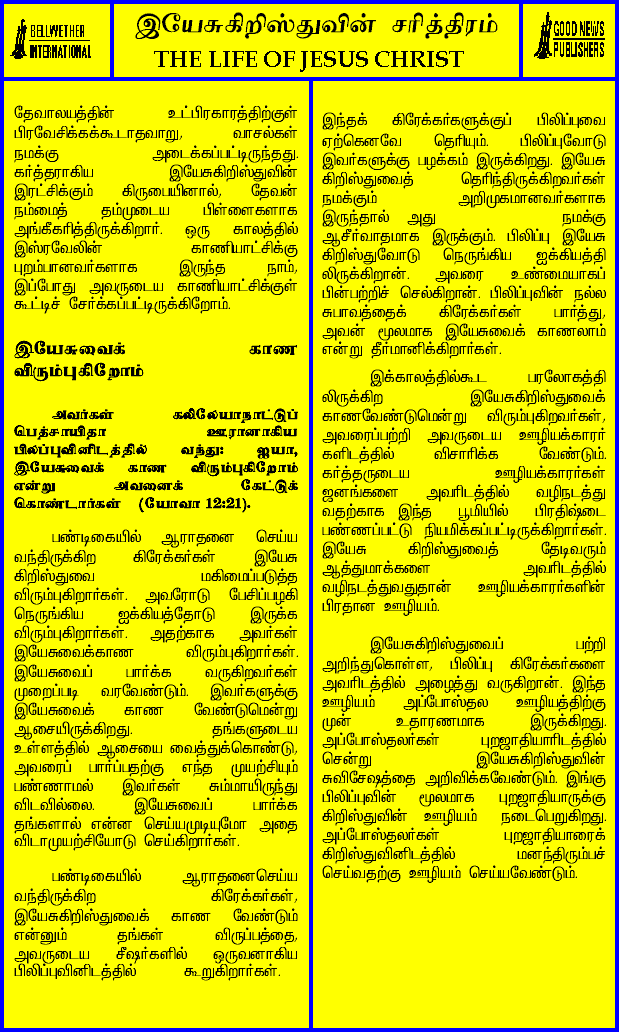 BELLWETHER
INTERNATIONAL
இயேசுகிறிஸ்துவின் சரித்திரம்
THE LIFE OF JESUS CHRIST
GOOD NEWS
PUBLISHERS
தேவாலயத்தின் உட்பிரகாரத்திற்குள்
பிரவேசிக்கக்கூடாதவாறு, வாசல்கள்
நமக்கு அடைக்கப்பட்டிருந்தது.
கர்த்தராகிய இயேசுகிறிஸ்துவின்
இரட்சிக்கும் கிருபையினால், தேவன்
நம்மைத் தம்முடைய பிள்ளைகளாக
அங்கீகரித்திருக்கிறார். ஒரு காலத்தில்
இஸ்ரவேலின் காணியாட்சிக்கு
புறம்பானவர்களாக இருந்த நாம்,
இப்போது அவருடைய காணியாட்சிக்குள்
கூட்டிச் சேர்க்கப்பட்டிருக்கிறோம்.
இயேசுவைக் காண
விரும்புகிறோம்
அவர்கள் கலிலேயாநாட்டுப்
பெத்சாயிதா ஊரானாகிய
பிலிப்புவினிடத்தில் வந்து: ஐயா,
இயேசுவைக் காண விரும்புகிறோம்
என்று அவனைக் கேட்டுக்
கொண்டார்கள் (யோவா 12:21).
பண்டிகையில் ஆராதனை செய்ய
வந்திருக்கிற கிரேக்கர்கள் இயேசு
கிறிஸ்துவை மகிமைப்படுத்த
விரும்புகிறார்கள். அவரோடு பேசிப்பழகி
நெருங்கிய ஐக்கியத்தோடு இருக்க
விரும்புகிறார்கள். அதற்காக அவர்கள்
இயேசுவைக்காண விரும்புகிறார்கள்.
இயேசுவைப் பார்க்க வருகிறவர்கள்
முறைப்படி வரவேண்டும். இவர்களுக்கு
இயேசுவைக் காண வேண்டுமென்று
ஆசையிருக்கிறது. தங்களுடைய
உள்ளத்தில் ஆசையை வைத்துக்கொண்டு,
அவரைப் பார்ப்பதற்கு எந்த முயற்சியும்
பண்ணாமல் இவர்கள் சும்மாயிருந்து
விடவில்லை. இயேசுவைப் பார்க்க
தங்களால் என்ன செய்யமுடியுமோ அதை
விடாமுயற்சியோடு செய்கிறார்கள்.
பண்டிகையில் ஆராதனைசெய்ய
வந்திருக்கிற கிரேக்கர்கள்,
இயேசுகிறிஸ்துவைக் காண வேண்டும்
என்னும் தங்கள் விருப்பத்தை,
அவருடைய சீஷர்களில் ஒருவனாகிய
பிலிப்புவினிடத்தில் கூறுகிறார்கள்.
இந்தக் கிரேக்கர்களுக்குப் பிலிப்புவை
ஏற்கெனவே தெரியும். பிலிப்புவோடு
இவர்களுக்கு பழக்கம் இருக்கிறது. இயேசு
கிறிஸ்துவைத் தெரிந்திருக்கிறவர்கள்
நமக்கும் அறிமுகமானவர்களாக
இருந்தால் அது நமக்கு
ஆசீர்வாதமாக இருக்கும். பிலிப்பு இயேசு
கிறிஸ்துவோடு நெருங்கிய ஐக்கியத்தி
லிருக்கிறான். அவரை உண்மையாகப்
பின்பற்றிச் செல்கிறான். பிலிப்புவின் நல்ல
சுபாவத்தைக் கிரேக்கர்கள் பார்த்து,
அவன் மூலமாக இயேசுவைக் காணலாம்
என்று தீர்மானிக்கிறார்கள்.
இக்காலத்தில்கூட பரலோகத்தி
லிருக்கிற இயேசுகிறிஸ்துவைக்
காணவேண்டுமென்று விரும்புகிறவர்கள்,
அவரைப்பற்றி அவருடைய ஊழியக்காரர்
களிடத்தில் விசாரிக்க வேண்டும்.
கர்த்தருடைய ஊழியக்காரர்கள்
ஜனங்களை அவரிடத்தில் வழிநடத்து
வதற்காக இந்த பூமியில் பிரதிஷ்டை
பண்ணப்பட்டு நியமிக்கப்பட்டிருக்கிறார்கள்.
இயேசு கிறிஸ்துவைத் தேடிவரும்
ஆத்துமாக்களை அவரிடத்தில்
வழிநடத்துவதுதான் ஊழியக்காரர்களின்
பிரதான ஊழியம்.
இயேசுகிறிஸ்துவைப் பற்றி
அறிந்துகொள்ள, பிலிப்பு கிரேக்கர்களை
அவரிடத்தில் அழைத்து வருகிறான். இந்த
ஊழியம் அப்போஸ்தல ஊழியத்திற்கு
முன் உதாரணமாக இருக்கிறது.
அப்போஸ்தலர்கள் புறஜாதியாரிடத்தில்
சென்று இயேசுகிறிஸ்துவின்
சுவிசேஷத்தை அறிவிக்கவேண்டும். இங்கு
பிலிப்புவின் மூலமாக புறஜாதியாருக்கு
கிறிஸ்துவின் ஊழியம் நடைபெறுகிறது.
அப்போஸ்தலர்கள் புறஜாதியாரைக்
கிறிஸ்துவினிடத்தில் மனந்திரும்பச்
செய்வதற்கு ஊழியம் செய்யவேண்டும்.